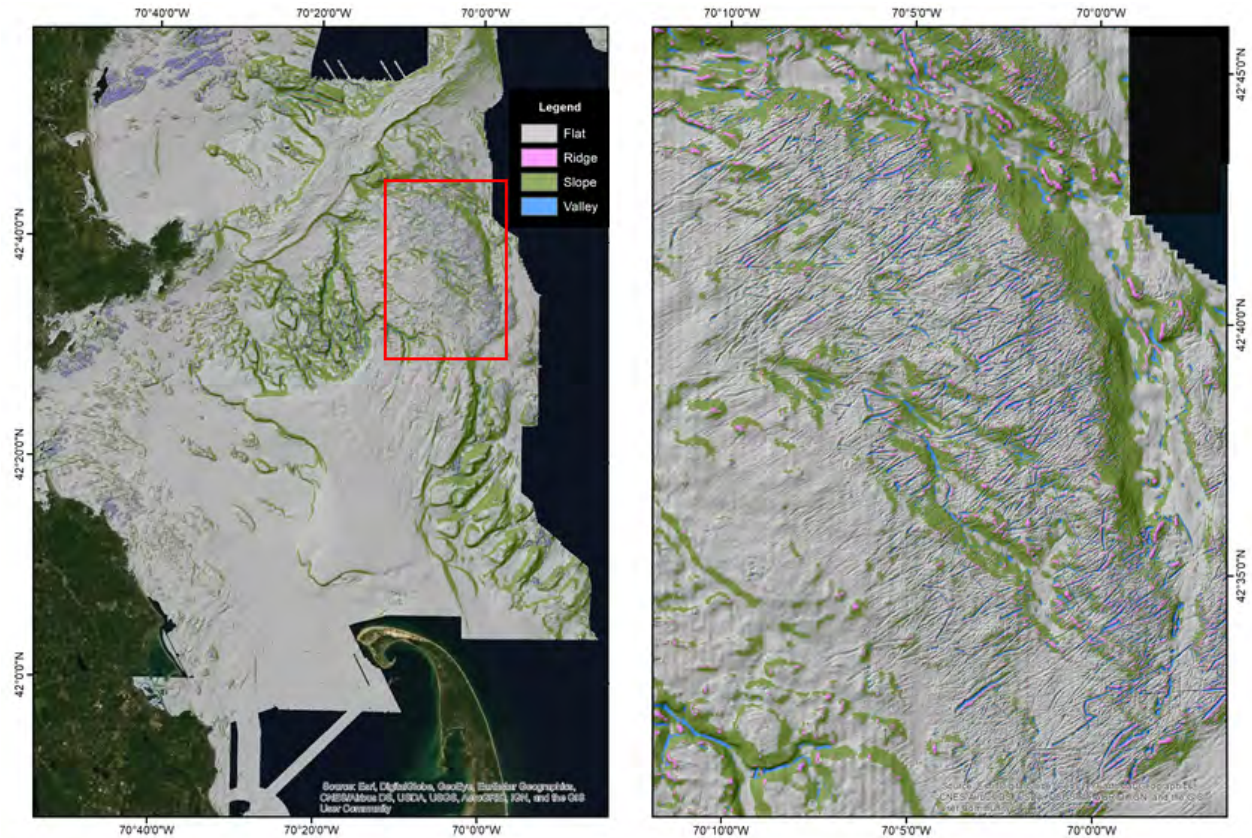 70°40'0"W 70°20'0"W 70°0'0"W
70°10'0"W 70°5'0"W 70°0'0"W
Legend
Flat
Ridge
Slope
Valley
42°40'0"N
42°20'0"N
42°0'0"N
42°45'0"N
42°40'0"N
42°35'0"N
Source: Esri, DigitalGlobe, GeoEye, Earthstar Geographics,
CNES/Airbus DS, USDA, USGS, AeroGRID, IGN, and the GIS
User Community
70°40'0"W 70°20'0"W 70°0'0"W
70°10'0"W 70°5'0"W 70°0'0"W